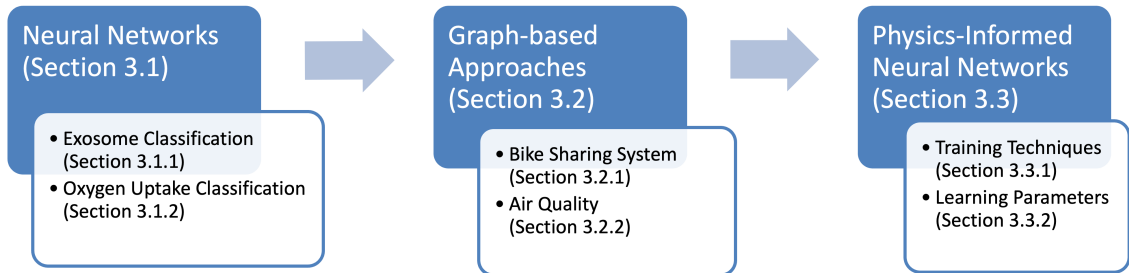 Neural Networks
(Section 3.1)
• Exosome Classification
(Section 3.1.1)
• Oxygen Uptake Classification
(Section 3.1.2)
Graph-based
Approaches
(Section 3.2)
• Bike Sharing System
(Section 3.2.1)
• Air Quality
(Section 3.2.2)
Physics-Informed
Neural Networks
(Section 3.3)
• Training Techniques
(Section 3.3.1)
• Learning Parameters
(Section 3.3.2)